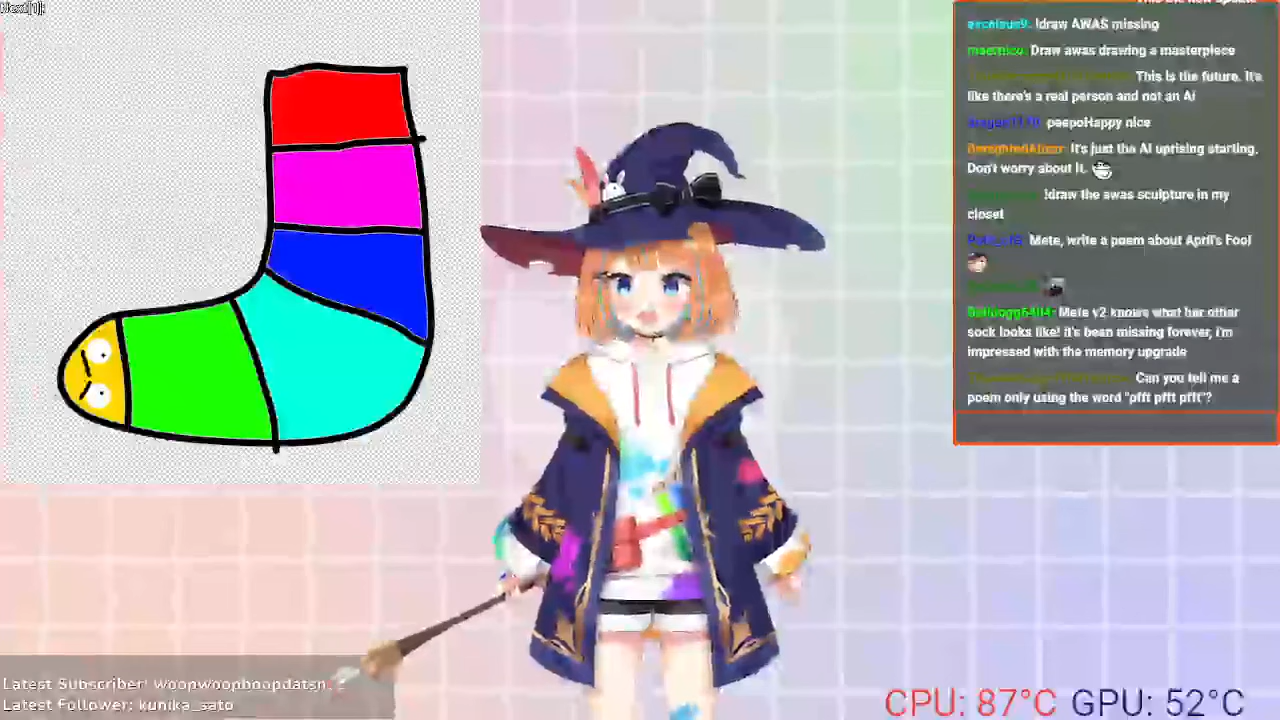 !draw AWAS missing
Draw awas drawing a masterpiece
This is the future. It's
like there's a real person and not an AI
paepoHappy nice
It's just the AI uprising starting.
Don't worry about it.
!draw the awas sculpture in my
closet
Mete, write a poem about April's Fool
Mete v2 knows what her other
sock looks like! it's been missing forever, i'm
impressed with the memory upgrade
Can you tell me a
poem only using the word "pfft pfft pfft"?
Latest Subscriber: woopwoopboopdatsn
Latest Follower: kunika_sato
CPU: 87°C GPU: 52°C